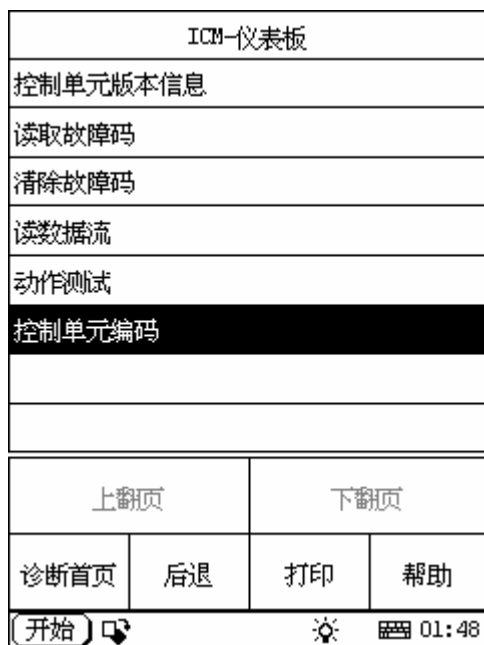 ICM-仪表板
控制单元版本信息
读取故障码
清除故障码
读数据流
动作测试
控制单元编码
上翻页 下翻页
诊断首页 后退 打印 帮助
开始 01:48